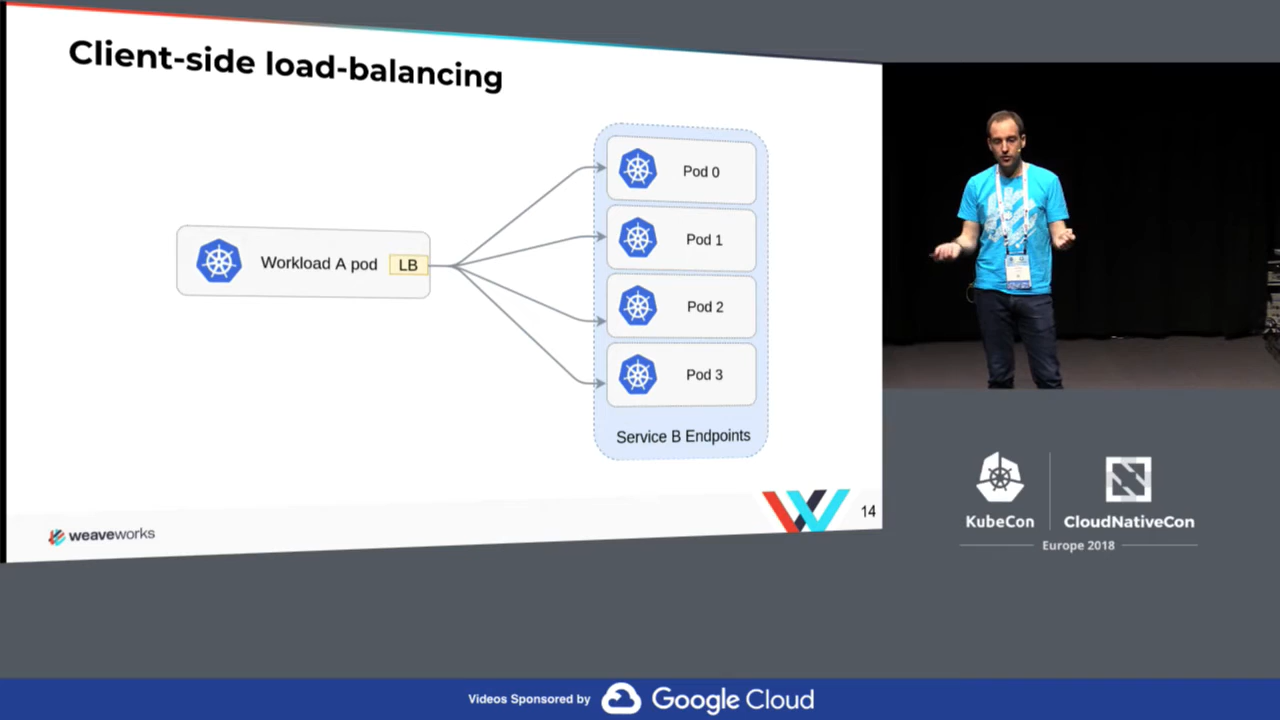 Client-side load-balancing
Workload A pod
LB
Pod 0
Pod 1
Pod 2
Pod 3
Service B Endpoints
weaveworks
14
KubeCon
CloudNativeCon
Europe 2018
Videos Sponsored by Google Cloud